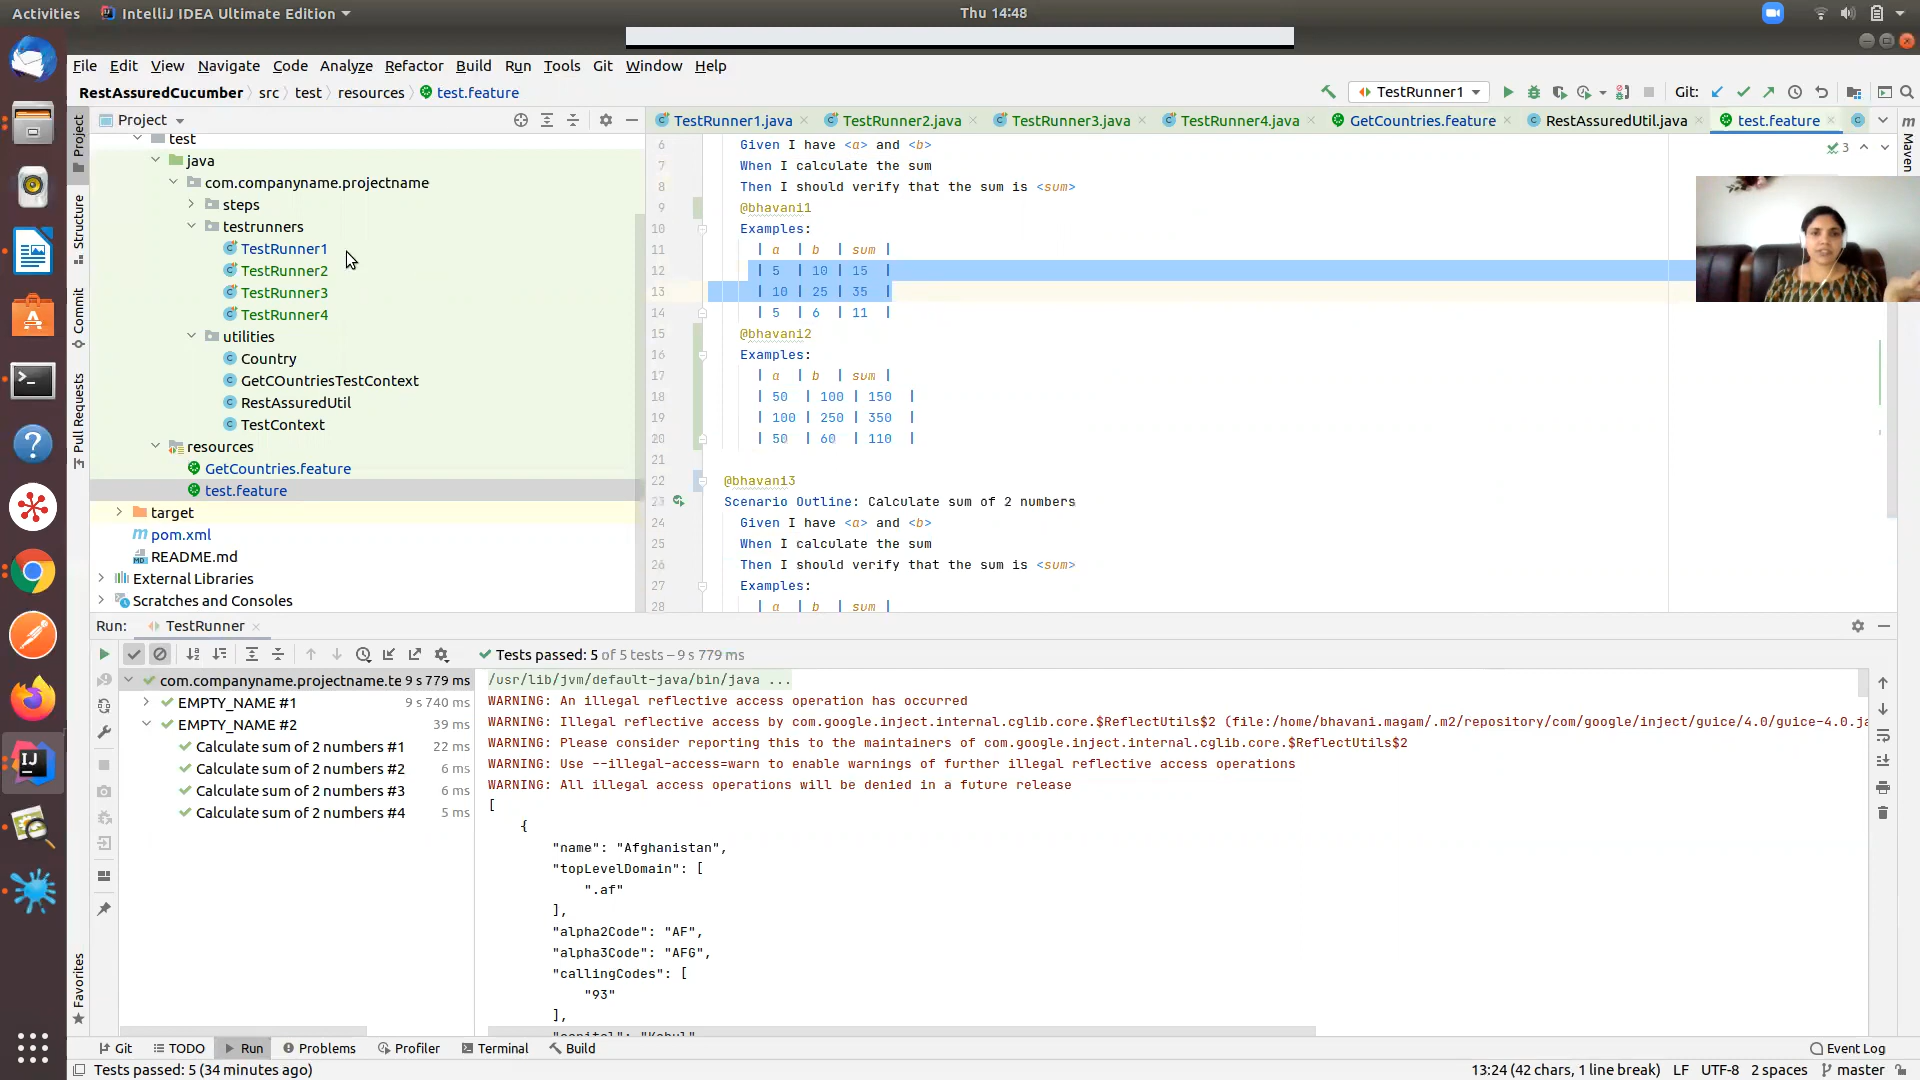 Activities IntelliJ IDEA Ultimate Edition Thu 14:48
File Edit View Navigate Code Analyze Refactor Build Run Tools Git Window Help
RestAssuredCucumber src test resources test.feature TestRunner1 Git:
Project
TestRunner1.java TestRunner2.java TestRunner3.java TestRunner4.java GetCountries.feature RestAssuredUtil.java test.feature
Project
Structure
Commit
Pull Requests
Favorites
Maven
test
java
com.companyname.projectname
steps
testrunners
TestRunner1
TestRunner2
TestRunner3
TestRunner4
utilities
Country
GetCOuntriesTestContext
RestAssuredUtil
TestContext
resources
GetCountries.feature
test.feature
target
pom.xml
README.md
External Libraries
Scratches and Consoles
3
6 Given I have <a> and <b>
7 When I calculate the sum
8 Then I should verify that the sum is <sum>
9 @bhavani1
10 Examples:
11 | a | b | sum |
12 | 5 | 10 | 15 |
13 | 10 | 25 | 35 |
14 | 5 | 6 | 11 |
15 @bhavani2
16 Examples:
17 | a | b | sum |
18 | 50 | 100 | 150 |
19 | 100 | 250 | 350 |
20 | 50 | 60 | 110 |
21
22 @bhavani3
23 Scenario Outline: Calculate sum of 2 numbers
24 Given I have <a> and <b>
25 When I calculate the sum
26 Then I should verify that the sum is <sum>
27 Examples:
28 | a | b | sum |
Run: TestRunner
Tests passed: 5 of 5 tests – 9 s 779 ms
com.companyname.projectname.te 9 s 779 ms
EMPTY_NAME #1 9 s 740 ms
EMPTY_NAME #2 39 ms
Calculate sum of 2 numbers #1 22 ms
Calculate sum of 2 numbers #2 6 ms
Calculate sum of 2 numbers #3 6 ms
Calculate sum of 2 numbers #4 5 ms
/usr/lib/jvm/default-java/bin/java ...
WARNING: An illegal reflective access operation has occurred
WARNING: Illegal reflective access by com.google.inject.internal.cglib.core.$ReflectUtils$2 (file:/home/bhavani.magam/.m2/repository/com/google/inject/guice/4.0/guice-4.0.ja
WARNING: Please consider reporting this to the maintainers of com.google.inject.internal.cglib.core.$ReflectUtils$2
WARNING: Use --illegal-access=warn to enable warnings of further illegal reflective access operations
WARNING: All illegal access operations will be denied in a future release
[
{
"name": "Afghanistan",
"topLevelDomain": [
".af"
],
"alpha2Code": "AF",
"alpha3Code": "AFG",
"callingCodes": [
"93"
],
"capital": "Kabul",
Git TODO Run Problems Profiler Terminal Build Event Log
Tests passed: 5 (34 minutes ago) 13:24 (42 chars, 1 line break) LF UTF-8 2 spaces master